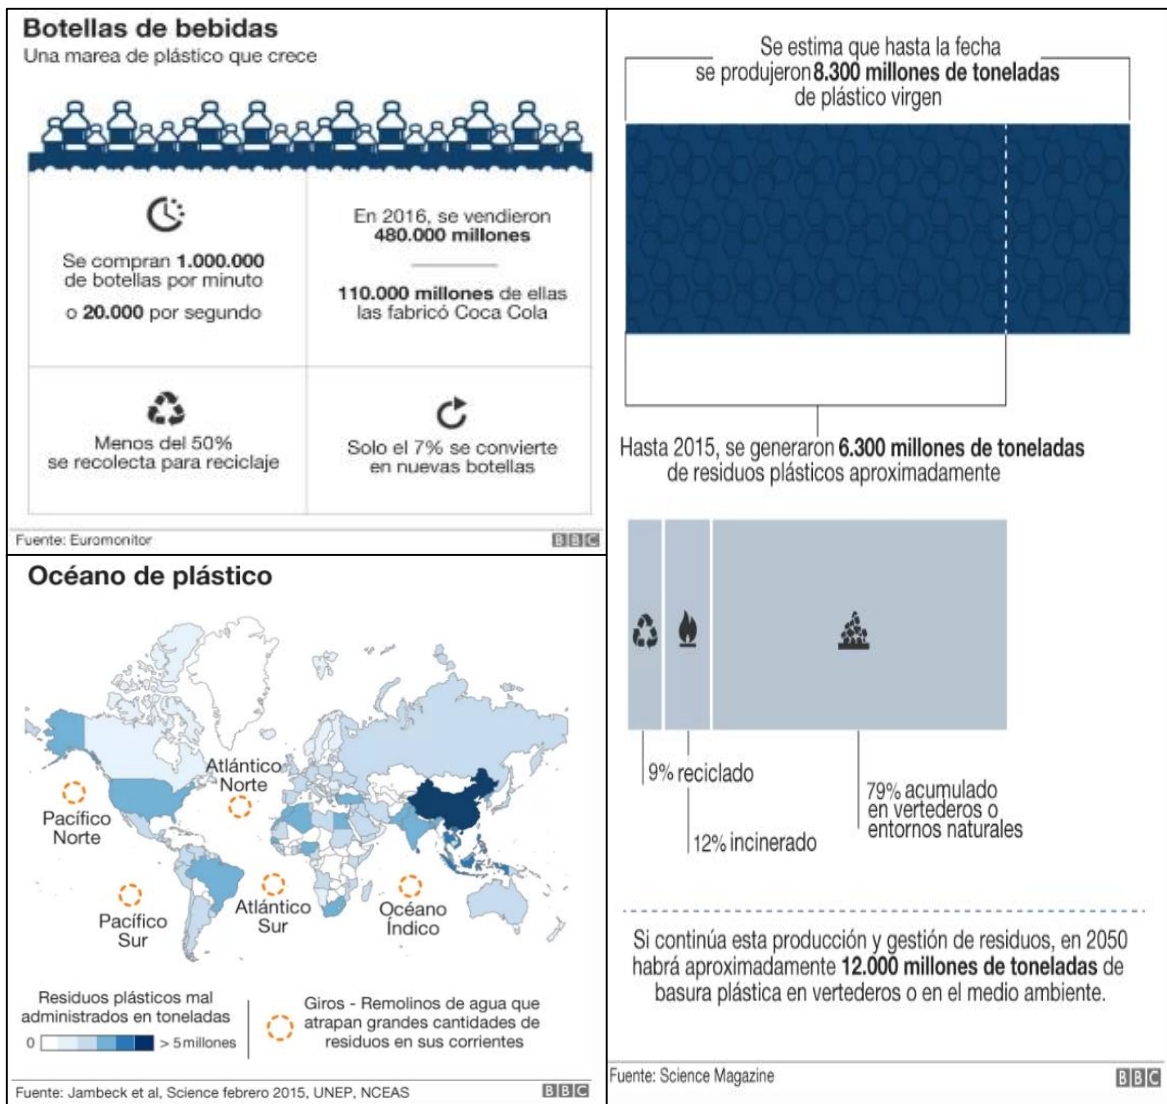 Botellas de bebidas
Una marea de plástico que crece
Se compran 1.000.000
de botellas por minuto
o 20.000 por segundo
En 2016, se vendieron
480.000 millones
110.000 millones de ellas
las fabricó Coca Cola
Menos del 50%
se recolecta para reciclaje
Solo el 7% se convierte
en nuevas botellas
Fuente: Euromonitor
BBC
Océano de plástico
Atlántico
Norte
Pacífico
Norte
Pacífico
Sur
Atlántico
Sur
Océano
Índico
Residuos plásticos mal
administrados en toneladas
0 > 5 millones
Giros - Remolinos de agua que
atrapan grandes cantidades de
residuos en sus corrientes
Fuente: Jambeck et al, Science febrero 2015, UNEP, NCEAS
BBC
Se estima que hasta la fecha
se produjeron 8.300 millones de toneladas
de plástico virgen
Hasta 2015, se generaron 6.300 millones de toneladas
de residuos plásticos aproximadamente
9% reciclado
12% incinerado
79% acumulado
en vertederos o
entornos naturales
Si continúa esta producción y gestión de residuos, en 2050
habrá aproximadamente 12.000 millones de toneladas de
basura plástica en vertederos o en el medio ambiente.
Fuente: Science Magazine
BBC